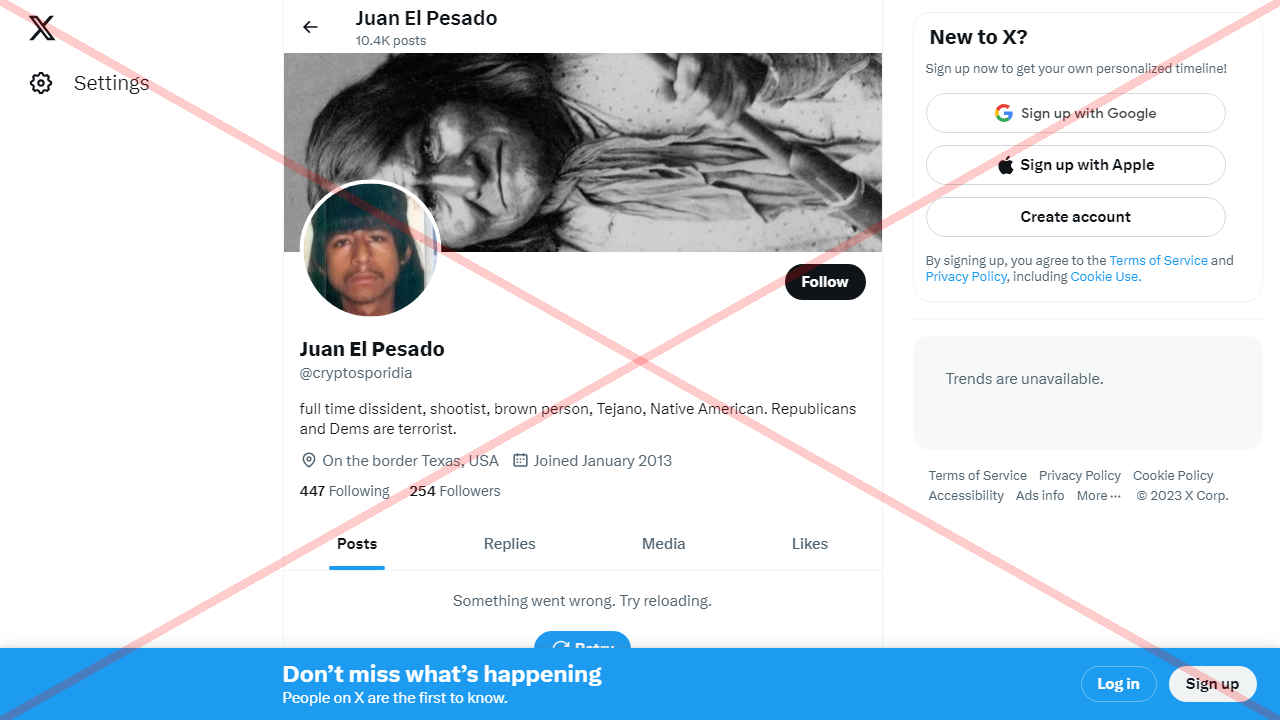 Juan El Pesado
10.4K posts
Settings
Juan El Pesado
@cryptosporidia
Follow
full time dissident, shootist, brown person, Tejano, Native American. Republicans
and Dems are terrorist.
On the border Texas, USA Joined January 2013
447 Following 254 Followers
Posts Replies Media Likes
Something went wrong. Try reloading.
Retry
New to X?
Sign up now to get your own personalized timeline!
Sign up with Google
Sign up with Apple
Create account
By signing up, you agree to the Terms of Service and
Privacy Policy, including Cookie Use.
Trends are unavailable.
Terms of Service Privacy Policy Cookie Policy
Accessibility Ads info More ··· © 2023 X Corp.
Don’t miss what’s happening
People on X are the first to know.
Log in Sign up